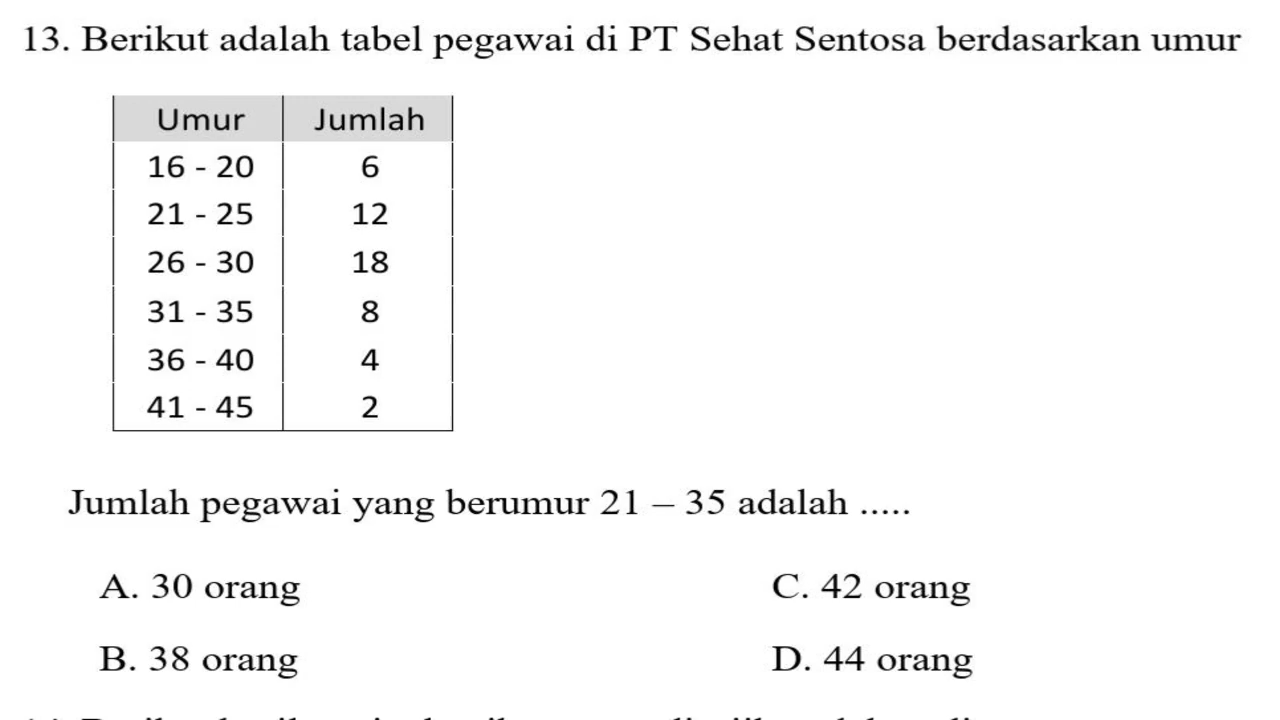 13. Berikut adalah tabel pegawai di PT Sehat Sentosa berdasarkan umur
Umur Jumlah
16 - 20 6
21 - 25 12
26 - 30 18
31 - 35 8
36 - 40 4
41 - 45 2
Jumlah pegawai yang berumur 21 – 35 adalah .....
A. 30 orang C. 42 orang
B. 38 orang D. 44 orang